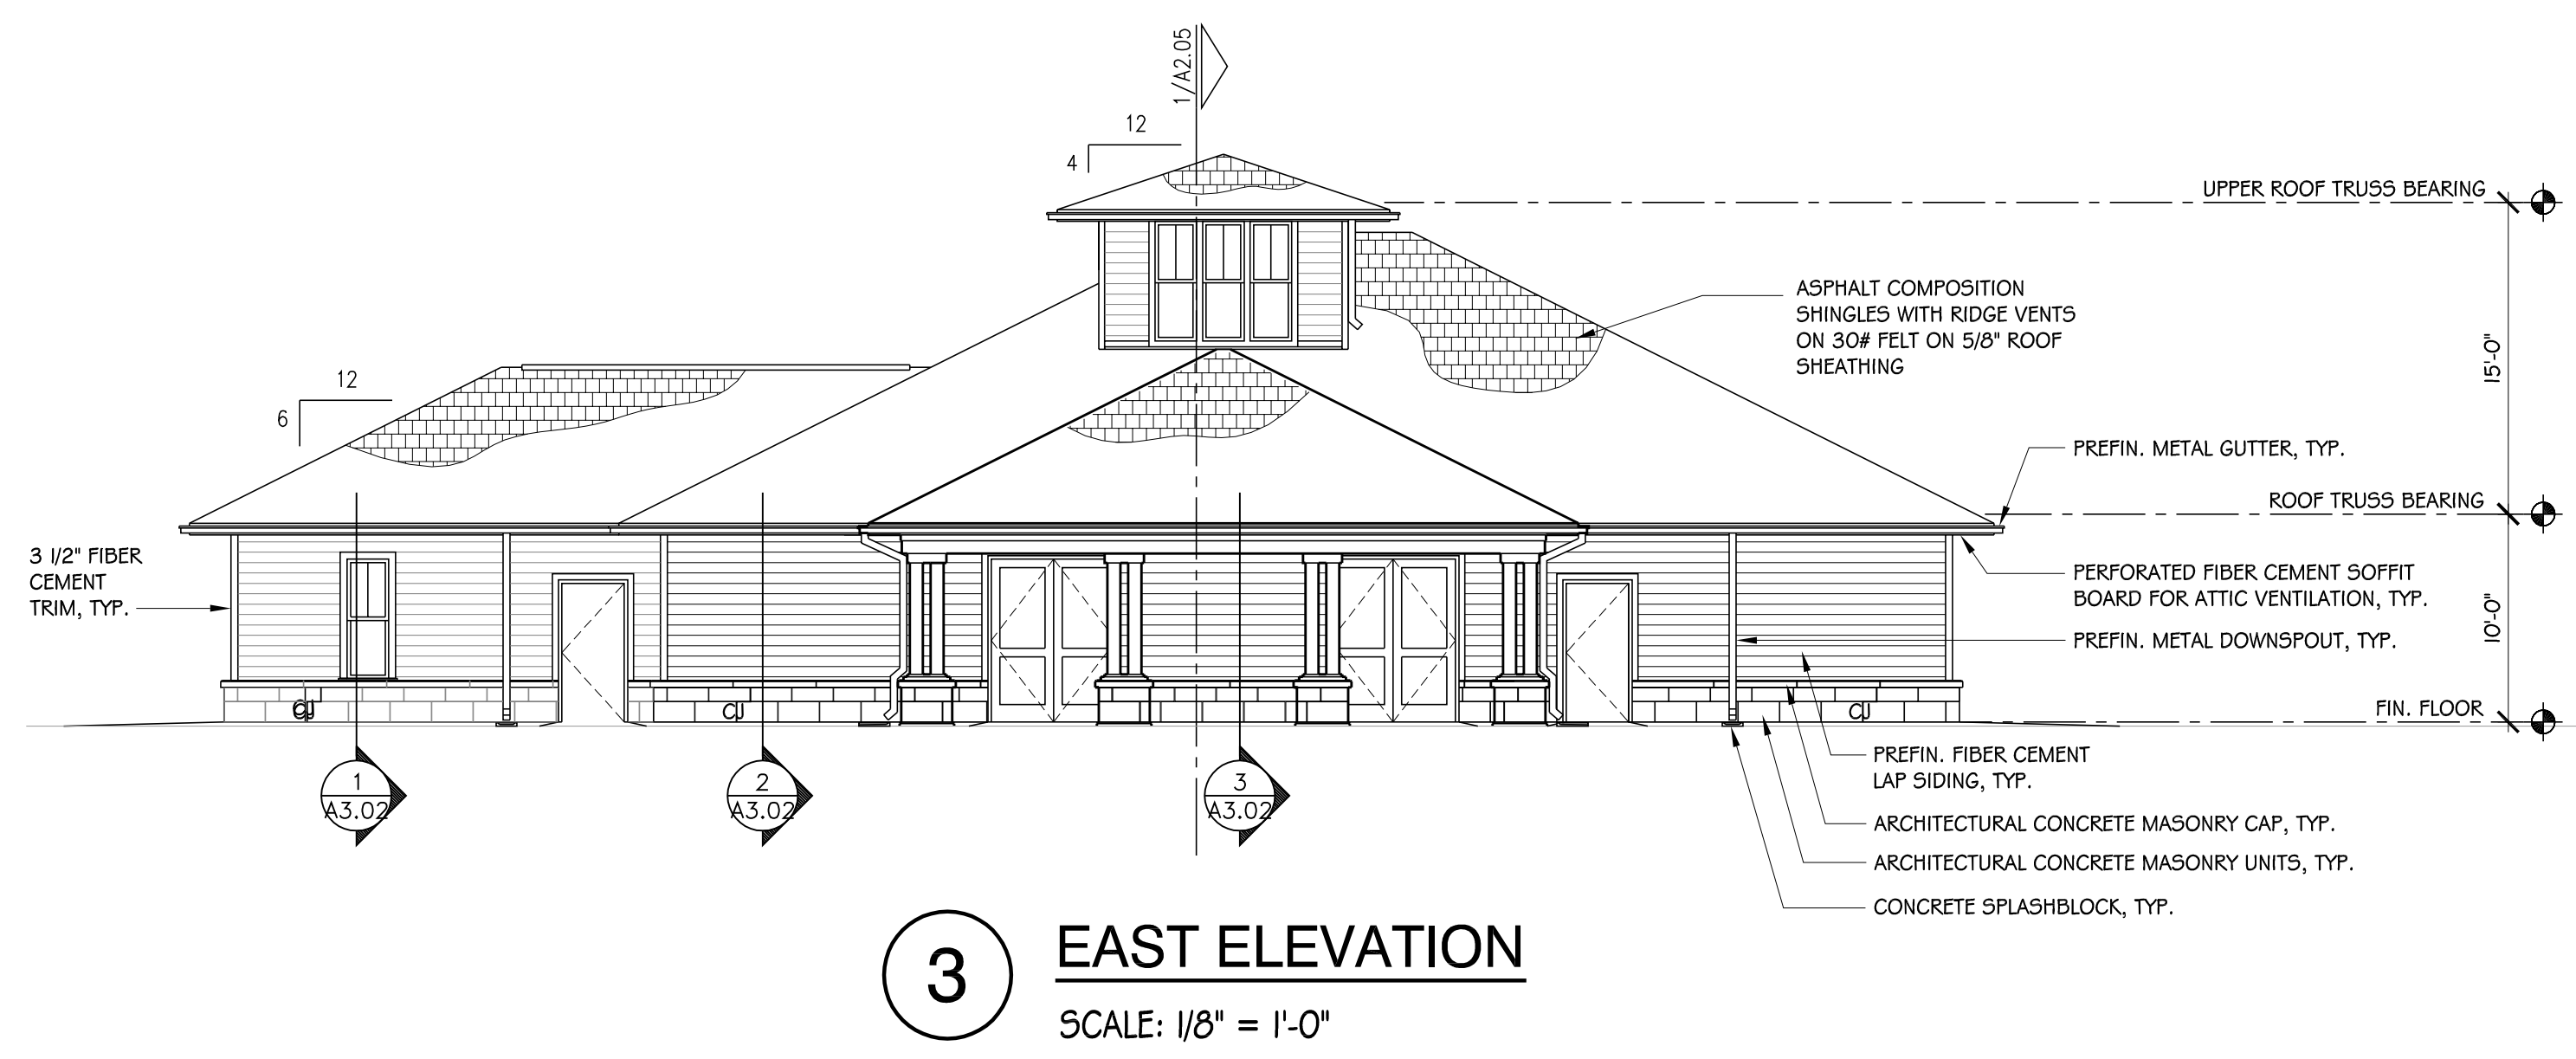 1/A2.05
12
4
UPPER ROOF TRUSS BEARING
ASPHALT COMPOSITION
SHINGLES WITH RIDGE VENTS
ON 30# FELT ON 5/8" ROOF
SHEATHING
15'-0"
12
6
PREFIN. METAL GUTTER, TYP.
ROOF TRUSS BEARING
3 1/2" FIBER
CEMENT
TRIM, TYP.
PERFORATED FIBER CEMENT SOFFIT
BOARD FOR ATTIC VENTILATION, TYP.
10'-0"
PREFIN. METAL DOWNSPOUT, TYP.
CJ
CJ
CJ
FIN. FLOOR
PREFIN. FIBER CEMENT
LAP SIDING, TYP.
1
A3.02
2
A3.02
3
A3.02
ARCHITECTURAL CONCRETE MASONRY CAP, TYP.
ARCHITECTURAL CONCRETE MASONRY UNITS, TYP.
CONCRETE SPLASHBLOCK, TYP.
3
EAST ELEVATION
SCALE: 1/8" = 1'-0"